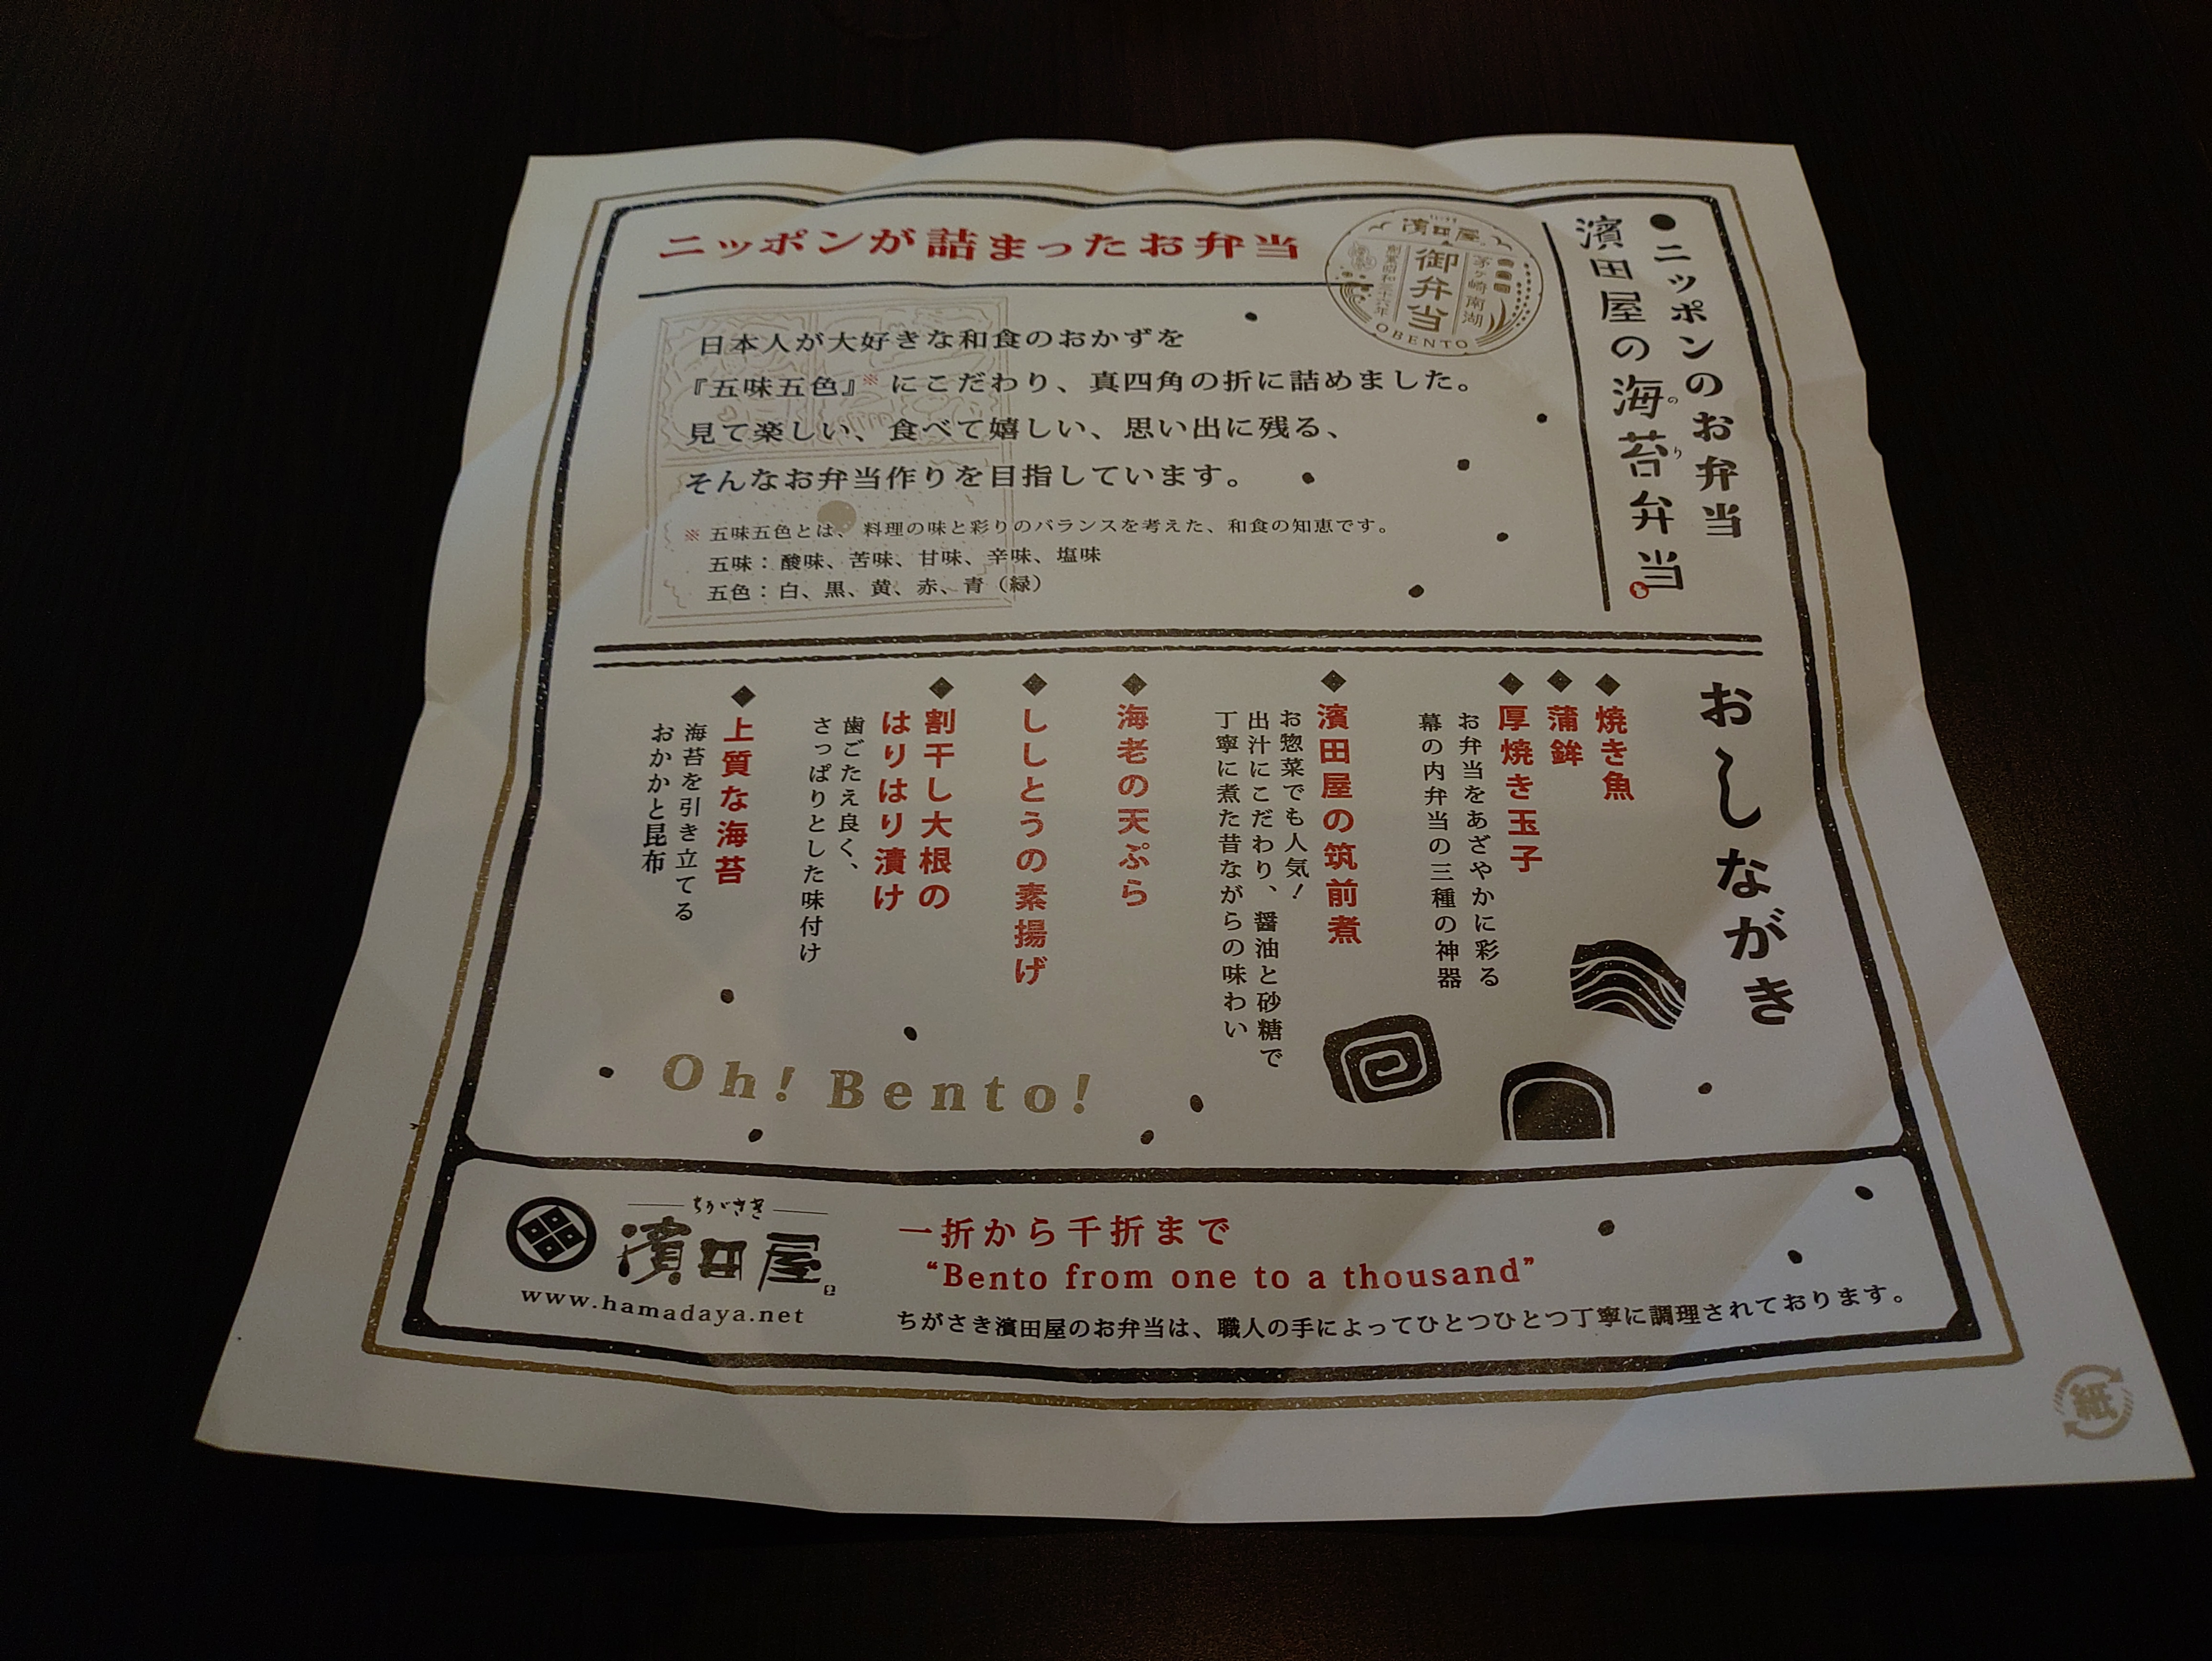 ●ニッポンのお弁当
濱田屋の海苔弁当
のり
ニッポンが詰まったお弁当
濱田屋
茅ヶ崎南湖
御弁当
創業昭和三十六年
OBENTO
日本人が大好きな和食のおかずを
『五味五色』※ にこだわり、真四角の折に詰めました。
見て楽しい、食べて嬉しい、思い出に残る、
そんなお弁当作りを目指しています。
※ 五味五色とは、料理の味と彩りのバランスを考えた、和食の知恵です。
五味：酸味、苦味、甘味、辛味、塩味
五色：白、黒、黄、赤、青（緑）
おしながき
◆焼き魚
◆蒲鉾
◆厚焼き玉子
お弁当をあざやかに彩る
幕の内弁当の三種の神器
◆濱田屋の筑前煮
お惣菜でも人気！
出汁にこだわり、醤油と砂糖で
丁寧に煮た昔ながらの味わい
◆海老の天ぷら
◆ししとうの素揚げ
◆割干し大根の
はりはり漬け
歯ごたえ良く、
さっぱりとした味付け
◆上質な海苔
海苔を引き立てる
おかかと昆布
Oh! Bento!
ちがさき
濱田屋
www.hamadaya.net
一折から千折まで
“Bento from one to a thousand”
ちがさき濱田屋のお弁当は、職人の手によってひとつひとつ丁寧に調理されております。
紙